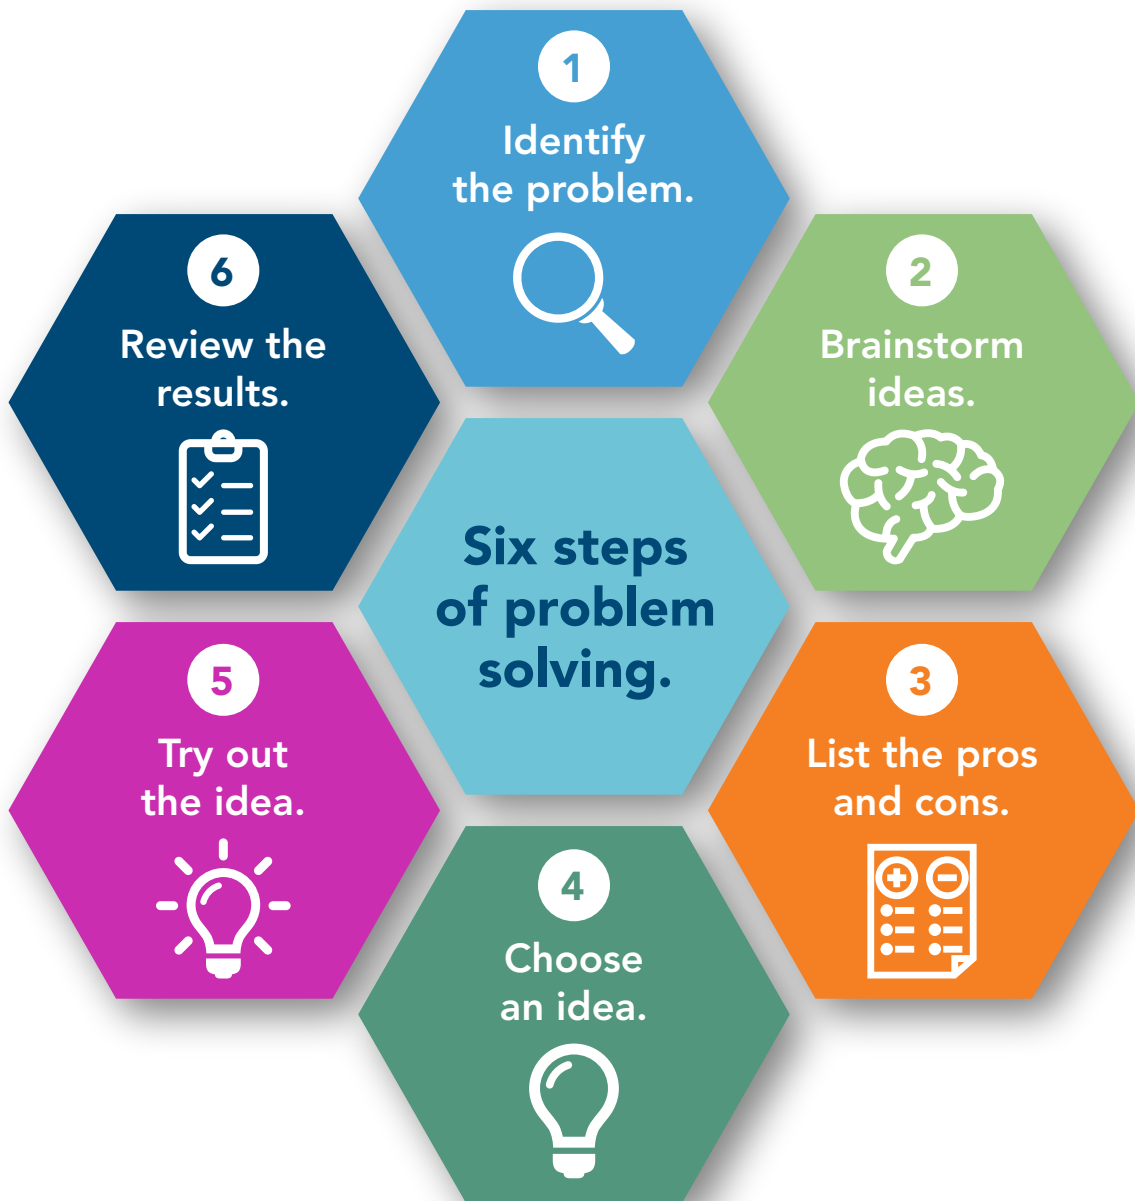 1
Identify
the problem.
2
Brainstorm
ideas.
3
List the pros
and cons.
4
Choose
an idea.
5
Try out
the idea.
6
Review the
results.
Six steps
of problem
solving.